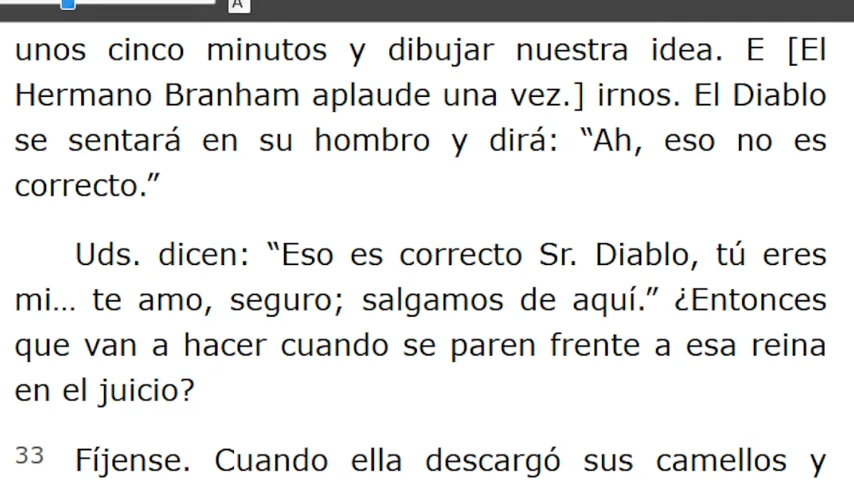 A
unos cinco minutos y dibujar nuestra idea. E [El
Hermano Branham aplaude una vez.] irnos. El Diablo
se sentará en su hombro y dirá: “Ah, eso no es
correcto.”
Uds. dicen: “Eso es correcto Sr. Diablo, tú eres
mi... te amo, seguro; salgamos de aquí.” ¿Entonces
que van a hacer cuando se paren frente a esa reina
en el juicio?
33 Fíjense. Cuando ella descargó sus camellos y